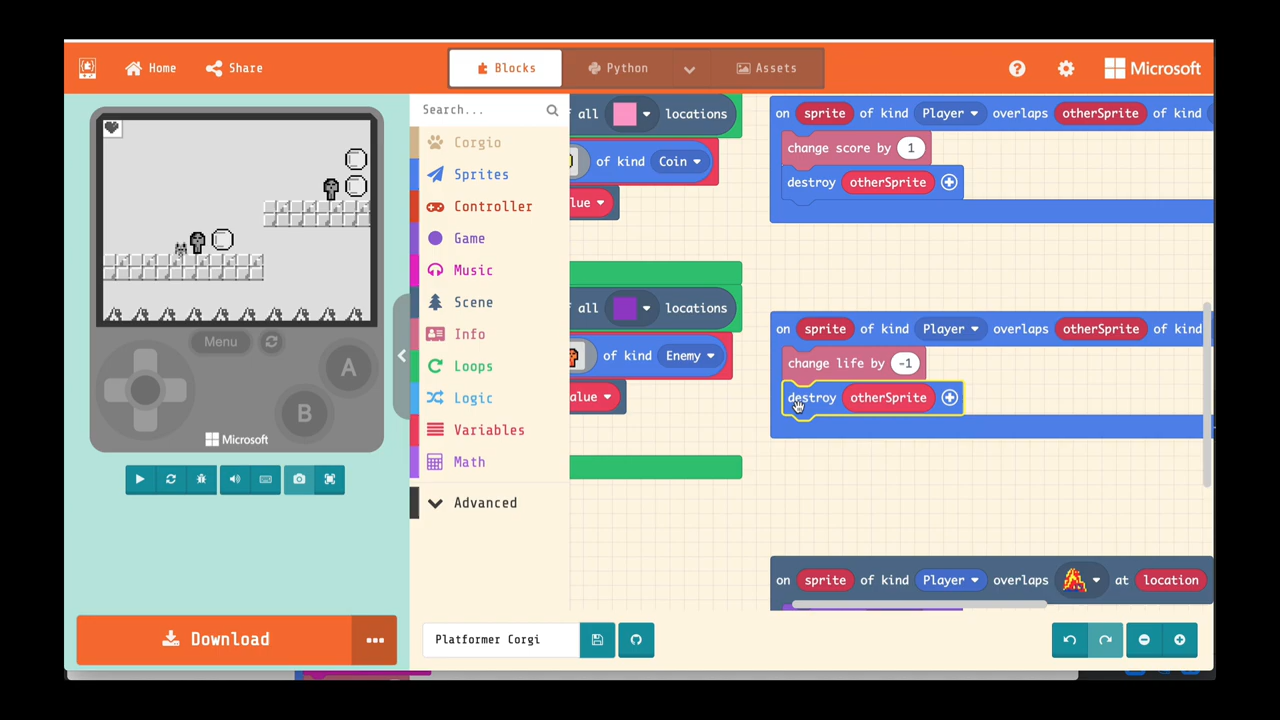 Home
Share
Blocks
Python
Assets
Microsoft
Search...
Corgio
Sprites
Controller
Game
Music
Scene
Info
Loops
Logic
Variables
Math
Advanced
all locations
of kind Coin
lue
all locations
of kind Enemy
alue
on sprite of kind Player overlaps otherSprite of kind
change score by 1
destroy otherSprite
on sprite of kind Player overlaps otherSprite of kind
change life by -1
destroy otherSprite
on sprite of kind Player overlaps at location
Menu
A
B
Microsoft
Download
Platformer Corgi